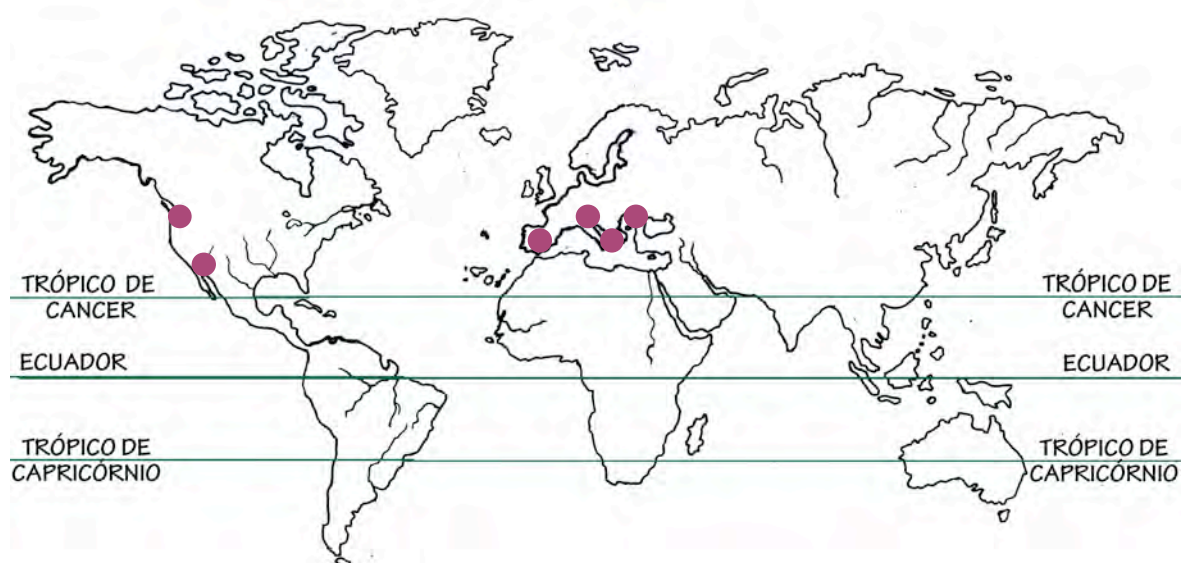 TRÓPICO DE
CANCER
TRÓPICO DE
CANCER
ECUADOR
ECUADOR
TRÓPICO DE
CAPRICÓRNIO
TRÓPICO DE
CAPRICÓRNIO